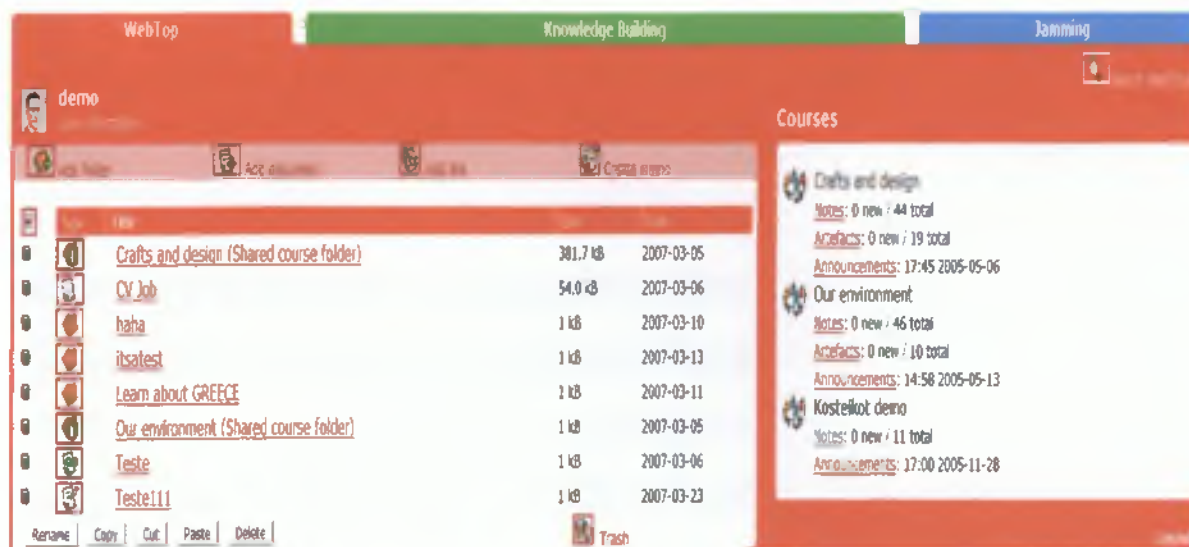 WebTop Knowledge Building Jamming
demo
Courses
Create memo
Title
Crafts and design (Shared course folder) 381.7 kB 2007-03-05
CV Job 54.0 kB 2007-03-06
haha 1 kB 2007-03-10
itsatest 1 kB 2007-03-13
Learn about GREECE 1 kB 2007-03-11
Our environment (Shared course folder) 1 kB 2007-03-05
Teste 1 kB 2007-03-06
Teste111 1 kB 2007-03-23
Rename Copy Cut Paste Delete
Trash
Crafts and design
Notes: 0 new / 44 total
Artefacts: 0 new / 19 total
Announcements: 17:45 2005-05-06
Our environment
Notes: 0 new / 46 total
Artefacts: 0 new / 10 total
Announcements: 14:58 2005-05-13
Kosteikot demo
Notes: 0 new / 11 total
Announcements: 17:00 2005-11-28